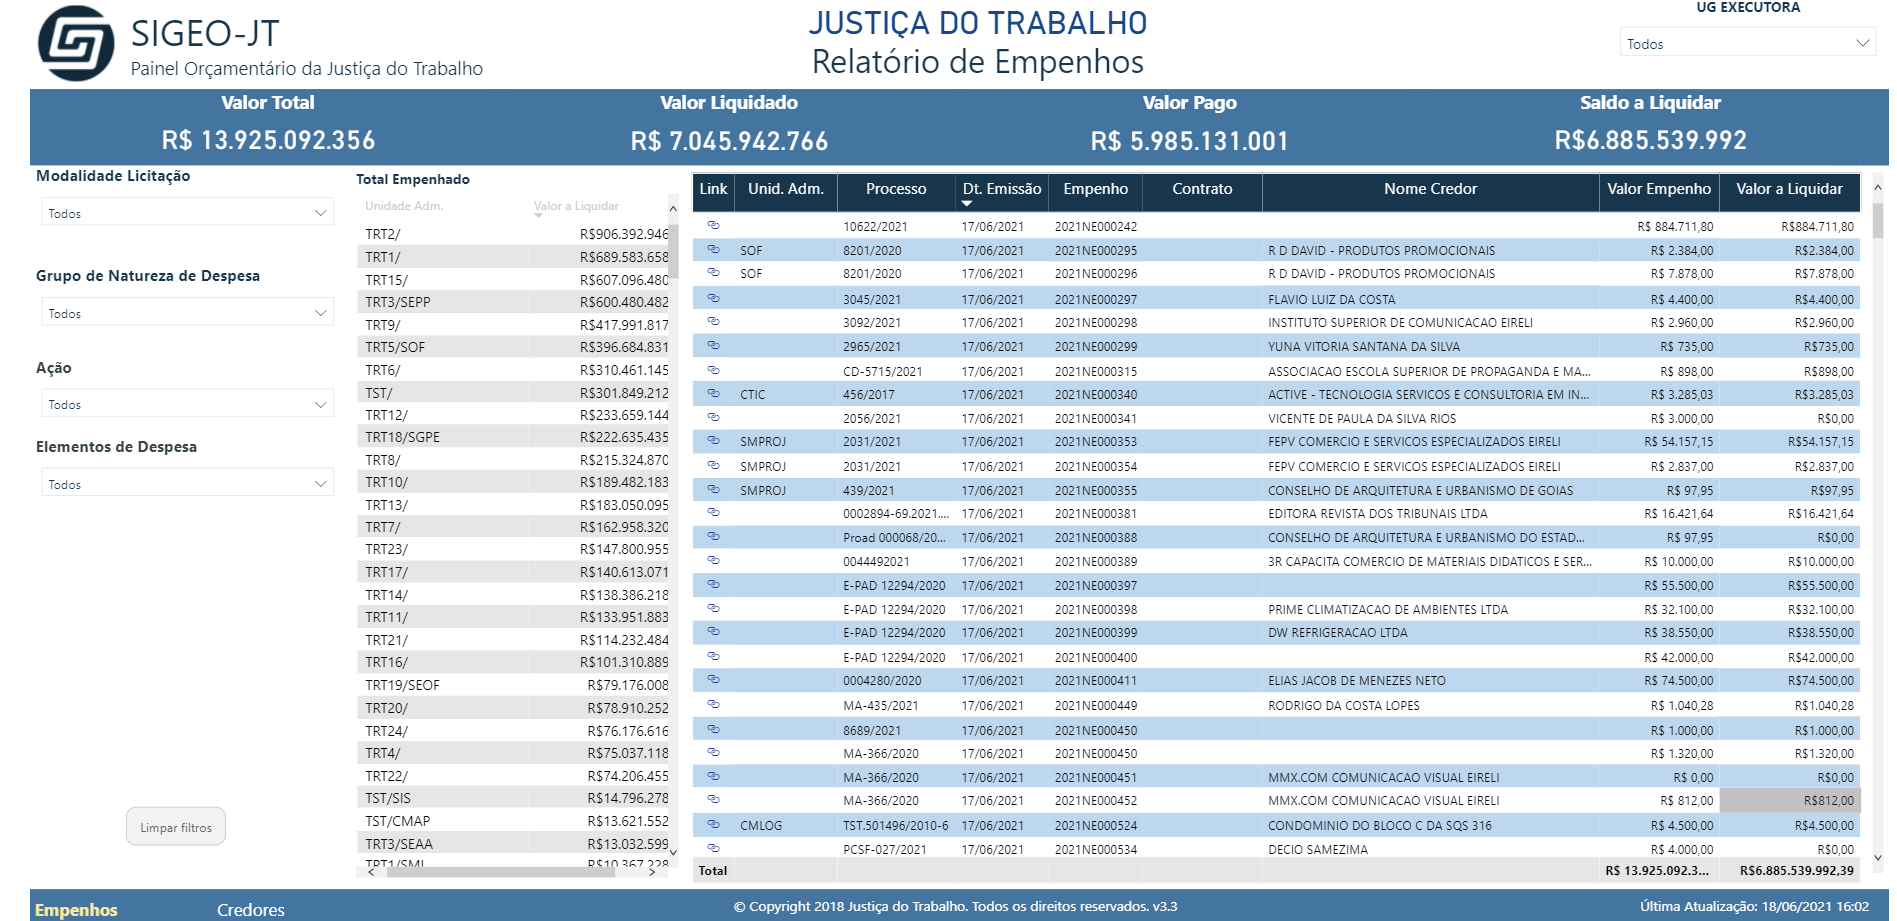 SIGEO-JT
Painel Orçamentário da Justiça do Trabalho
JUSTIÇA DO TRABALHO
Relatório de Empenhos
UG EXECUTORA
Todos
Valor Total
R$ 13.925.092.356
Valor Liquidado
R$ 7.045.942.766
Valor Pago
R$ 5.985.131.001
Saldo a Liquidar
R$6.885.539.992
Modalidade Licitação
Todos
Grupo de Natureza de Despesa
Todos
Ação
Todos
Elementos de Despesa
Todos
Limpar filtros
Total Empenhado
Unidade Adm. Valor a Liquidar
TRT2/ R$906.392.946
TRT1/ R$689.583.658
TRT15/ R$607.096.480
TRT3/SEPP R$600.480.482
TRT9/ R$417.991.817
TRT5/SOF R$396.684.831
TRT6/ R$310.461.145
TST/ R$301.849.212
TRT12/ R$233.659.144
TRT18/SGPE R$222.635.435
TRT8/ R$215.324.870
TRT10/ R$189.482.183
TRT13/ R$183.050.095
TRT7/ R$162.958.320
TRT23/ R$147.800.955
TRT17/ R$140.613.071
TRT14/ R$138.386.218
TRT11/ R$133.951.883
TRT21/ R$114.232.484
TRT16/ R$101.310.889
TRT19/SEOF R$79.176.008
TRT20/ R$78.910.252
TRT24/ R$76.176.616
TRT4/ R$75.037.118
TRT22/ R$74.206.455
TST/SIS R$14.796.278
TST/CMAP R$13.621.552
TRT3/SEAA R$13.032.599
TRT1/SML R$10.367.228
Link Unid. Adm. Processo Dt. Emissão Empenho Contrato Nome Credor Valor Empenho Valor a Liquidar
10622/2021 17/06/2021 2021NE000242 R$ 884.711,80 R$884.711,80
SOF 8201/2020 17/06/2021 2021NE000295 R D DAVID - PRODUTOS PROMOCIONAIS R$ 2.384,00 R$2.384,00
SOF 8201/2020 17/06/2021 2021NE000296 R D DAVID - PRODUTOS PROMOCIONAIS R$ 7.878,00 R$7.878,00
3045/2021 17/06/2021 2021NE000297 FLAVIO LUIZ DA COSTA R$ 4.400,00 R$4.400,00
3092/2021 17/06/2021 2021NE000298 INSTITUTO SUPERIOR DE COMUNICACAO EIRELI R$ 2.960,00 R$2.960,00
2965/2021 17/06/2021 2021NE000299 YUNA VITORIA SANTANA DA SILVA R$ 735,00 R$735,00
CD-5715/2021 17/06/2021 2021NE000315 ASSOCIACAO ESCOLA SUPERIOR DE PROPAGANDA E MA... R$ 898,00 R$898,00
CTIC 456/2017 17/06/2021 2021NE000340 ACTIVE - TECNOLOGIA SERVICOS E CONSULTORIA EM IN... R$ 3.285,03 R$3.285,03
2056/2021 17/06/2021 2021NE000341 VICENTE DE PAULA DA SILVA RIOS R$ 3.000,00 R$0,00
SMPROJ 2031/2021 17/06/2021 2021NE000353 FEPV COMERCIO E SERVICOS ESPECIALIZADOS EIRELI R$ 54.157,15 R$54.157,15
SMPROJ 2031/2021 17/06/2021 2021NE000354 FEPV COMERCIO E SERVICOS ESPECIALIZADOS EIRELI R$ 2.837,00 R$2.837,00
SMPROJ 439/2021 17/06/2021 2021NE000355 CONSELHO DE ARQUITETURA E URBANISMO DE GOIAS R$ 97,95 R$97,95
0002894-69.2021.... 17/06/2021 2021NE000381 EDITORA REVISTA DOS TRIBUNAIS LTDA R$ 16.421,64 R$16.421,64
Proad 000068/20... 17/06/2021 2021NE000388 CONSELHO DE ARQUITETURA E URBANISMO DO ESTAD... R$ 97,95 R$0,00
0044492021 17/06/2021 2021NE000389 3R CAPACITA COMERCIO DE MATERIAIS DIDATICOS E SER... R$ 10.000,00 R$10.000,00
E-PAD 12294/2020 17/06/2021 2021NE000397 R$ 55.500,00 R$55.500,00
E-PAD 12294/2020 17/06/2021 2021NE000398 PRIME CLIMATIZACAO DE AMBIENTES LTDA R$ 32.100,00 R$32.100,00
E-PAD 12294/2020 17/06/2021 2021NE000399 DW REFRIGERACAO LTDA R$ 38.550,00 R$38.550,00
E-PAD 12294/2020 17/06/2021 2021NE000400 R$ 42.000,00 R$42.000,00
0004280/2020 17/06/2021 2021NE000411 ELIAS JACOB DE MENEZES NETO R$ 74.500,00 R$74.500,00
MA-435/2021 17/06/2021 2021NE000449 RODRIGO DA COSTA LOPES R$ 1.040,28 R$1.040,28
8689/2021 17/06/2021 2021NE000450 R$ 1.000,00 R$1.000,00
MA-366/2020 17/06/2021 2021NE000450 R$ 1.320,00 R$1.320,00
MA-366/2020 17/06/2021 2021NE000451 MMX.COM COMUNICACAO VISUAL EIRELI R$ 0,00 R$0,00
MA-366/2020 17/06/2021 2021NE000452 MMX.COM COMUNICACAO VISUAL EIRELI R$ 812,00 R$812,00
CMLOG TST.501496/2010-6 17/06/2021 2021NE000524 CONDOMINIO DO BLOCO C DA SQS 316 R$ 4.500,00 R$4.500,00
PCSF-027/2021 17/06/2021 2021NE000534 DECIO SAMEZIMA R$ 4.000,00 R$0,00
Total R$ 13.925.092.3... R$6.885.539.992,39
Empenhos
Credores
© Copyright 2018 Justiça do Trabalho. Todos os direitos reservados. v3.3
Última Atualização: 18/06/2021 16:02